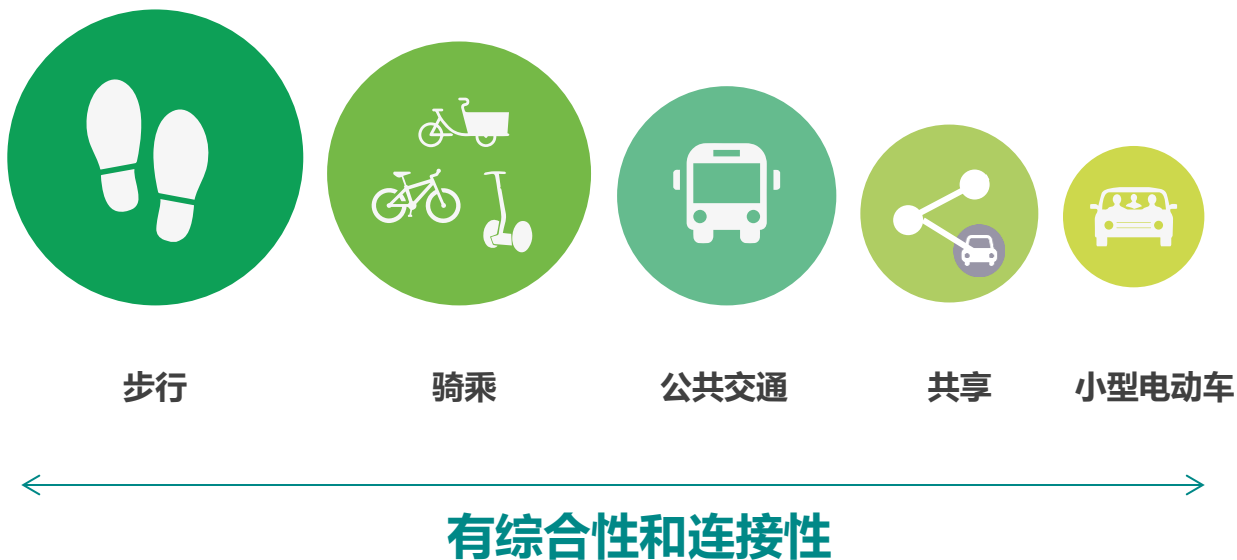 步行
骑乘
公共交通
共享
小型电动车
有综合性和连接性